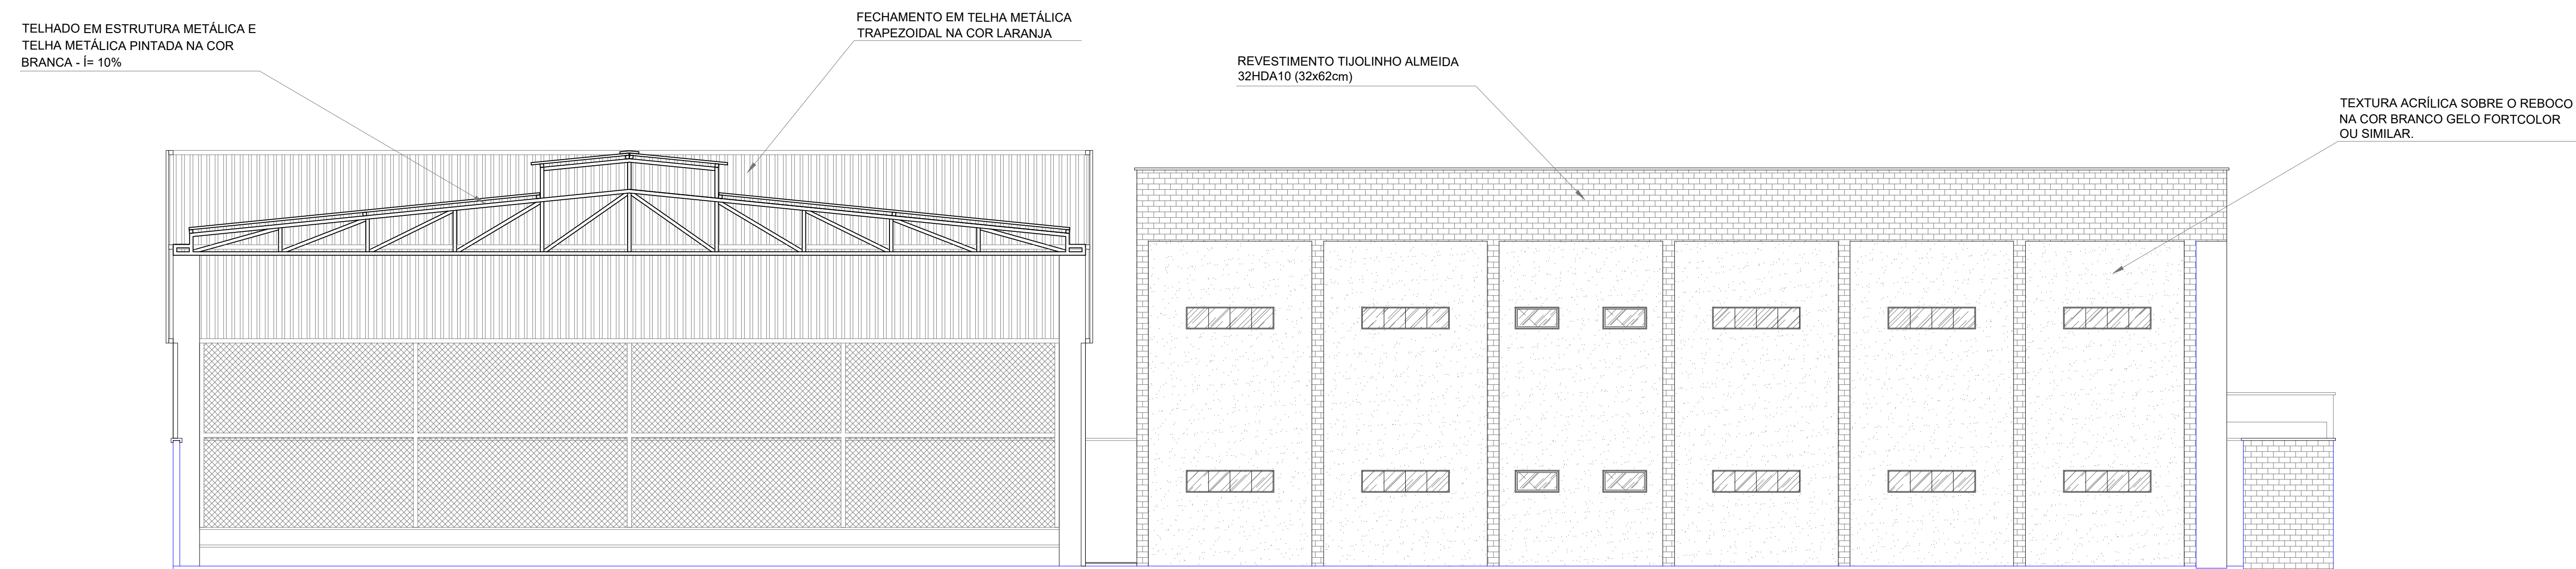 TELHADO EM ESTRUTURA METÁLICA E
TELHA METÁLICA PINTADA NA COR
BRANCA - Í= 10%
FECHAMENTO EM TELHA METÁLICA
TRAPEZOIDAL NA COR LARANJA
REVESTIMENTO TIJOLINHO ALMEIDA
32HDA10 (32x62cm)
TEXTURA ACRÍLICA SOBRE O REBOCO
NA COR BRANCO GELO FORTCOLOR
OU SIMILAR.